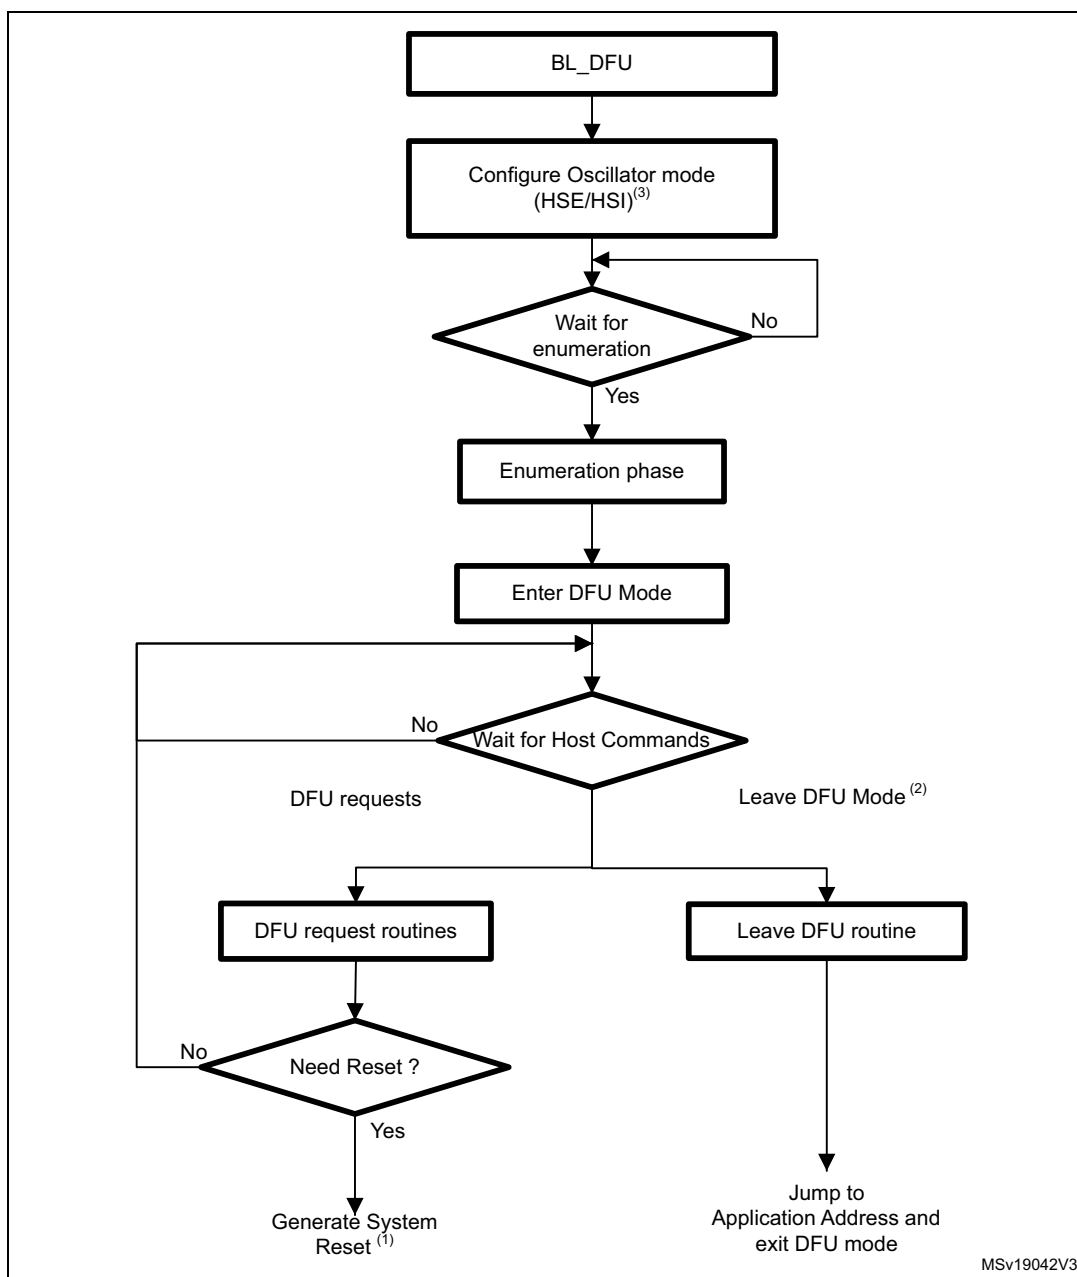 BL_DFU
Configure Oscillator mode
(HSE/HSI)(3)
Wait for
enumeration
No
Yes
Enumeration phase
Enter DFU Mode
No
Wait for Host Commands
DFU requests
Leave DFU Mode (2)
DFU request routines
Leave DFU routine
No
Need Reset ?
Yes
Generate System
Reset (1)
Jump to
Application Address and
exit DFU mode
MSv19042V3